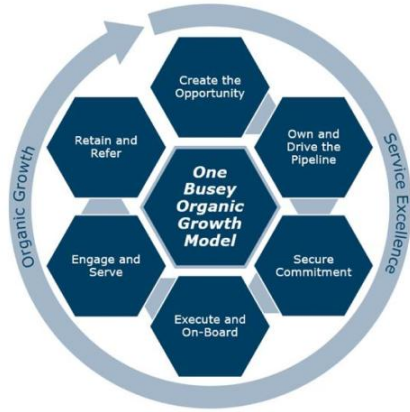 Create the
Opportunity
Own and
Drive the
Pipeline
Secure
Commitment
Execute and
On-Board
Engage and
Serve
Retain and
Refer
One
Busey
Organic
Growth
Model
Organic Growth
Service Excellence